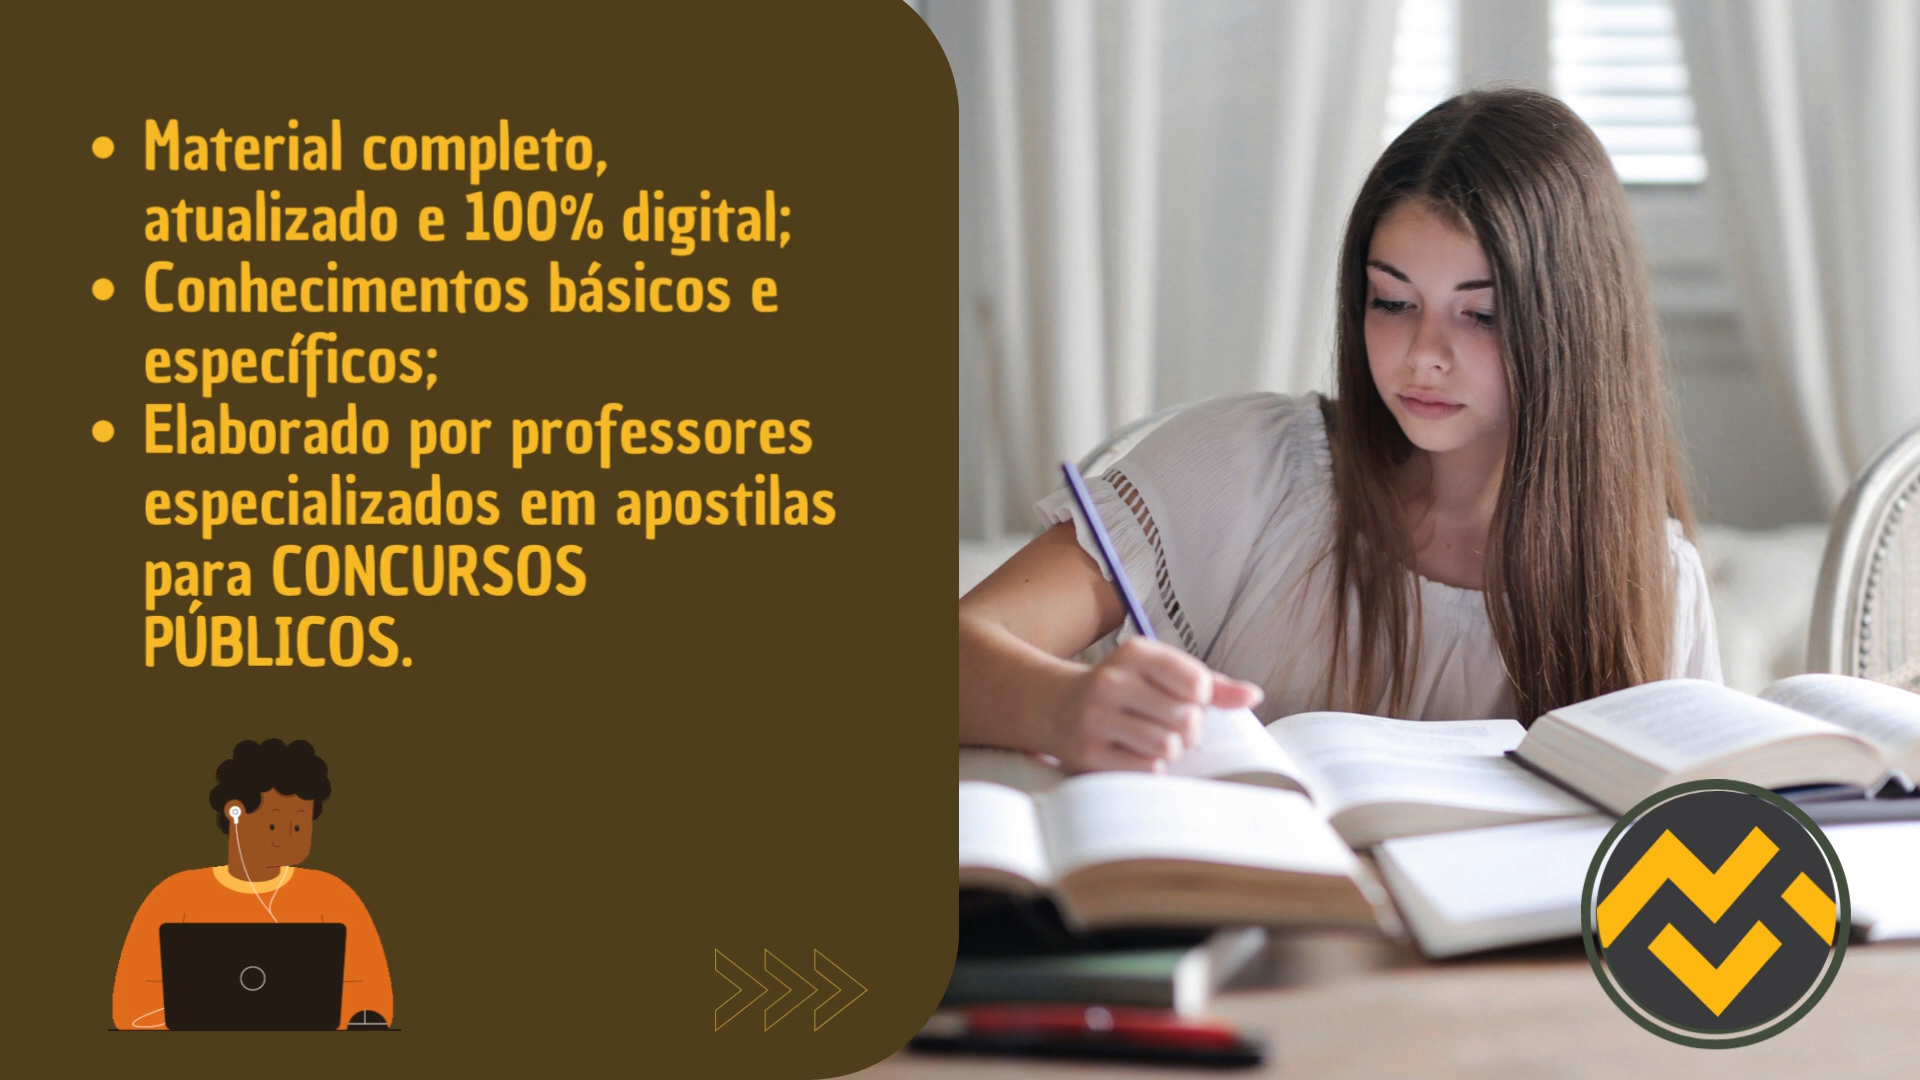 • Material completo,
atualizado e 100% digital;
• Conhecimentos básicos e
específicos;
• Elaborado por professores
especializados em apostilas
para CONCURSOS
PÚBLICOS.